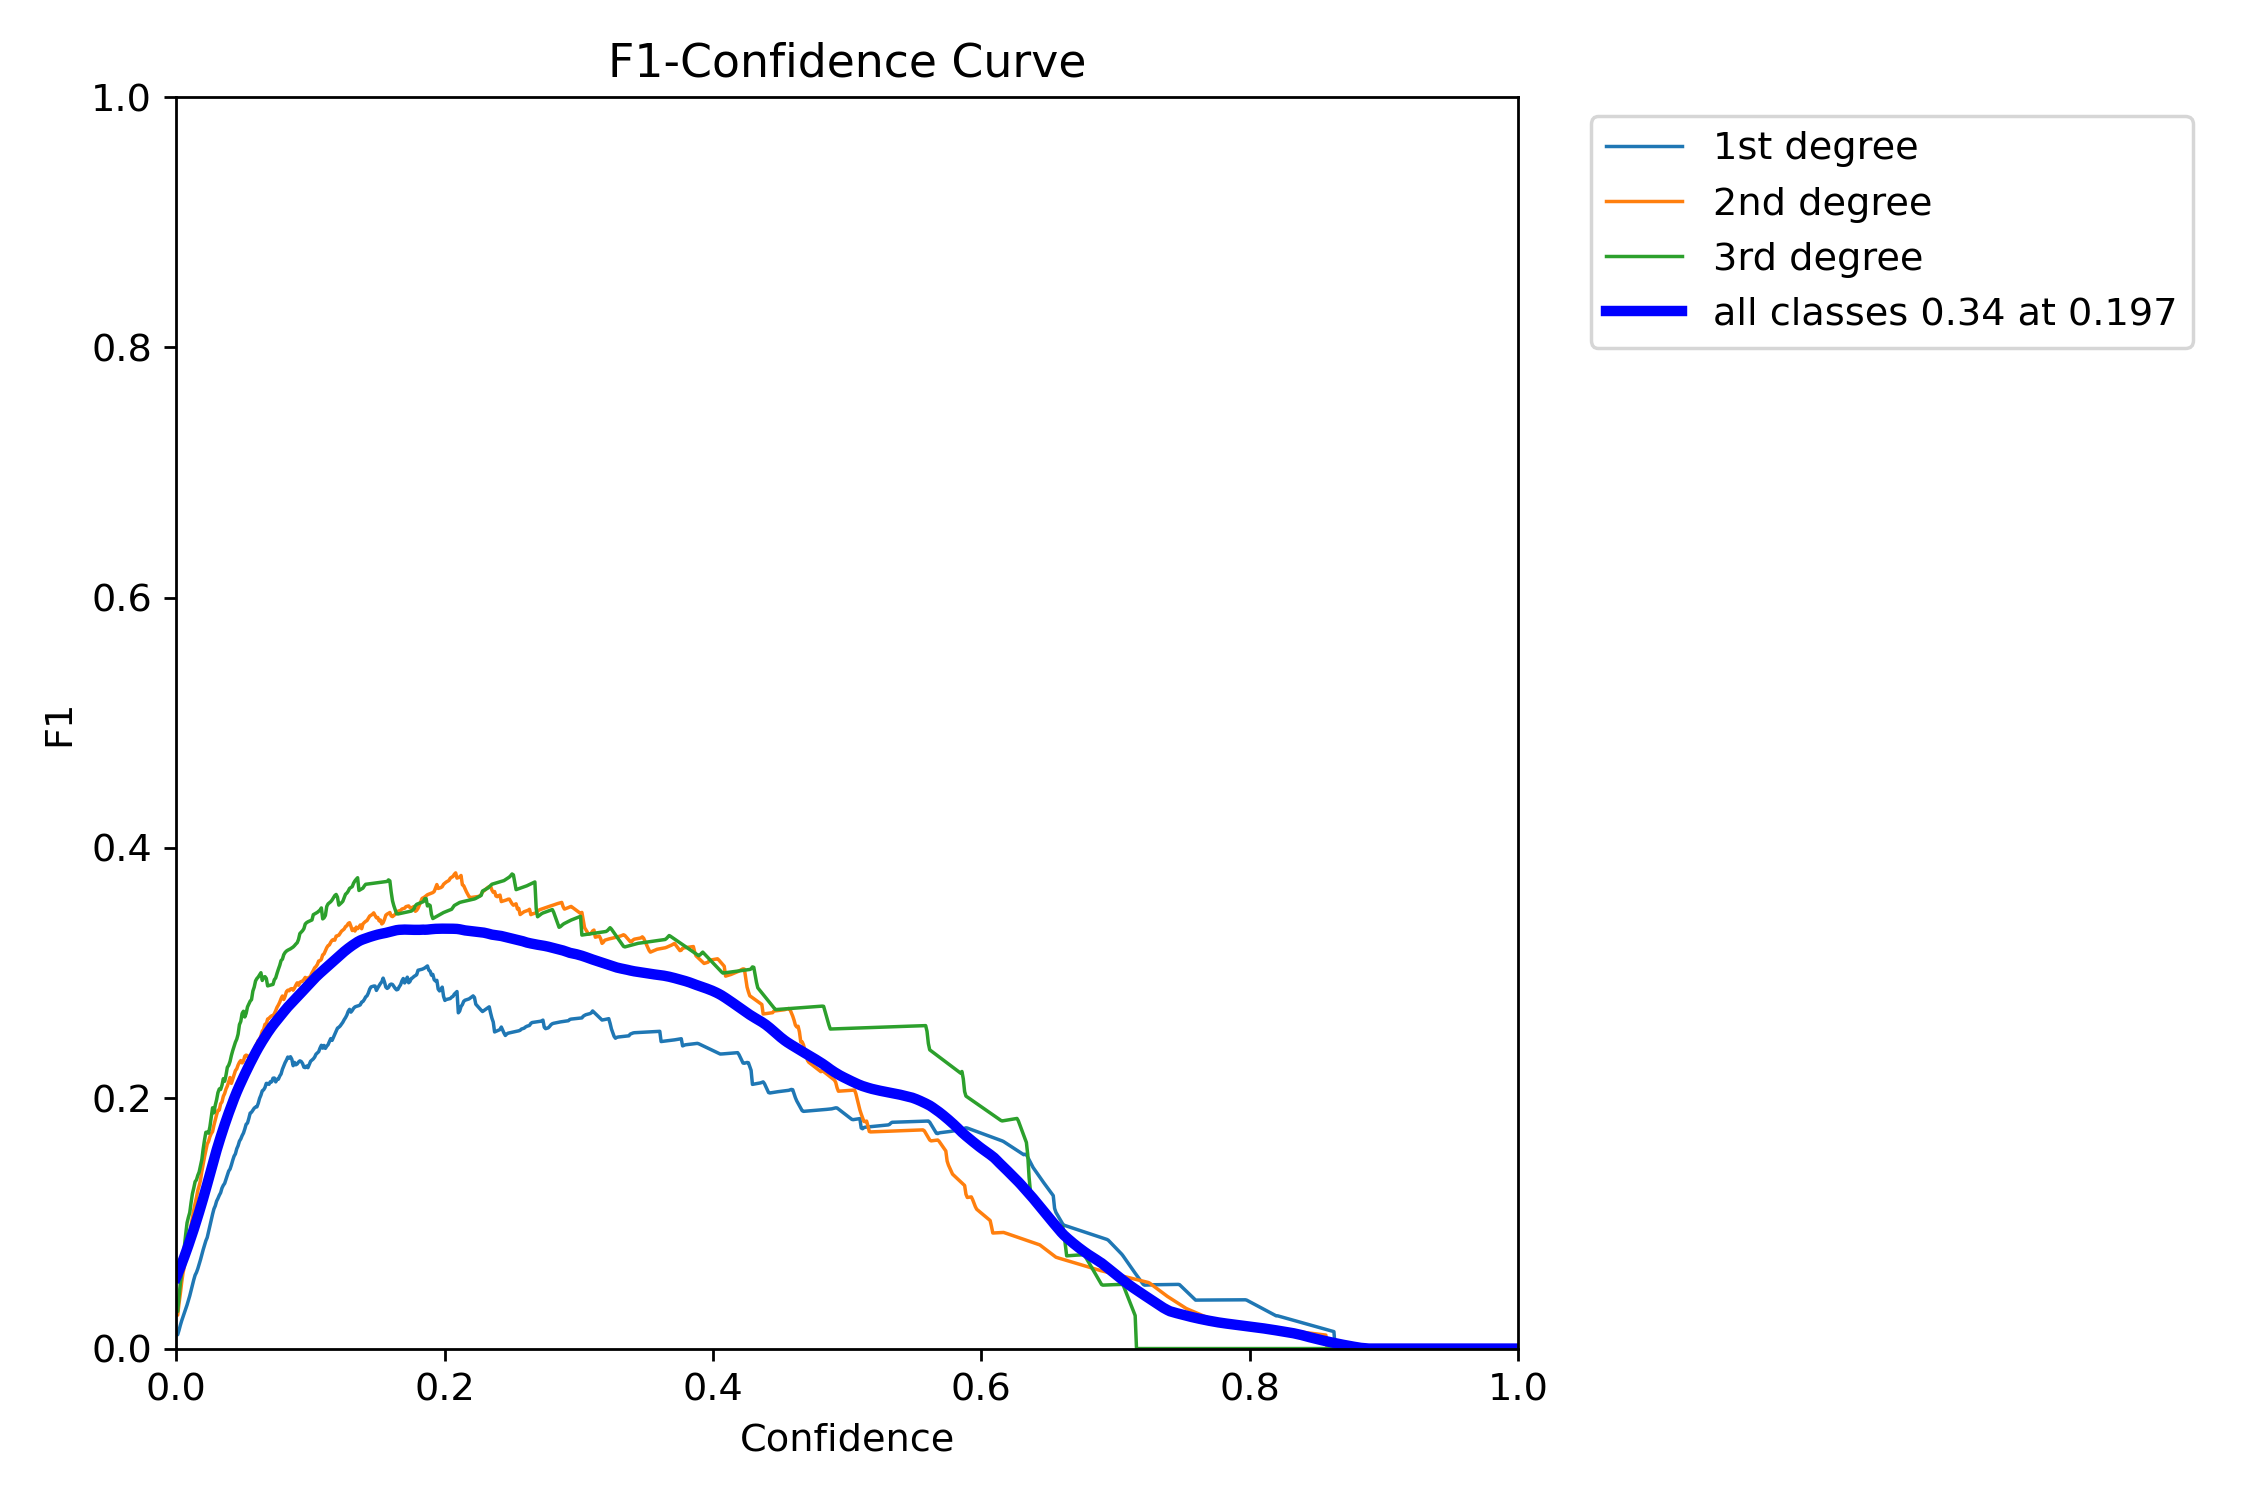 F1-Confidence Curve
1.0
0.8
0.6
0.4
0.2
0.0
F1
0.0 0.2 0.4 0.6 0.8 1.0
Confidence
1st degree
2nd degree
3rd degree
all classes 0.34 at 0.197